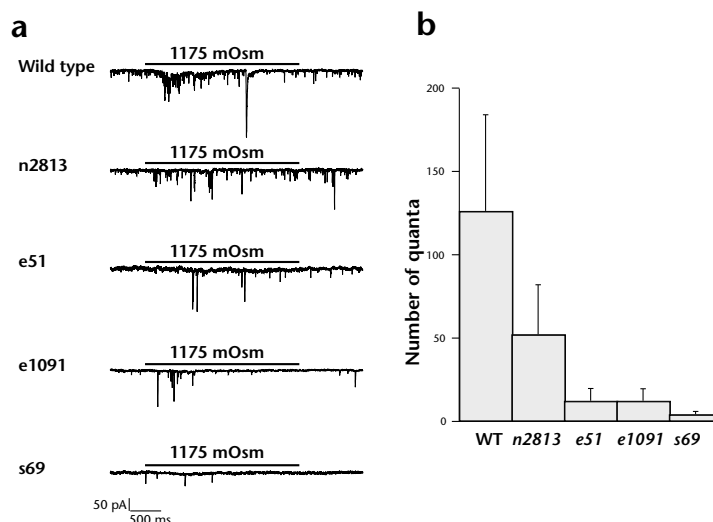 a
Wild type
1175 mOsm
n2813
1175 mOsm
e51
1175 mOsm
e1091
1175 mOsm
s69
1175 mOsm
50 pA
500 ms
b
Number of quanta
200
150
100
50
0
WT n2813 e51 e1091 s69